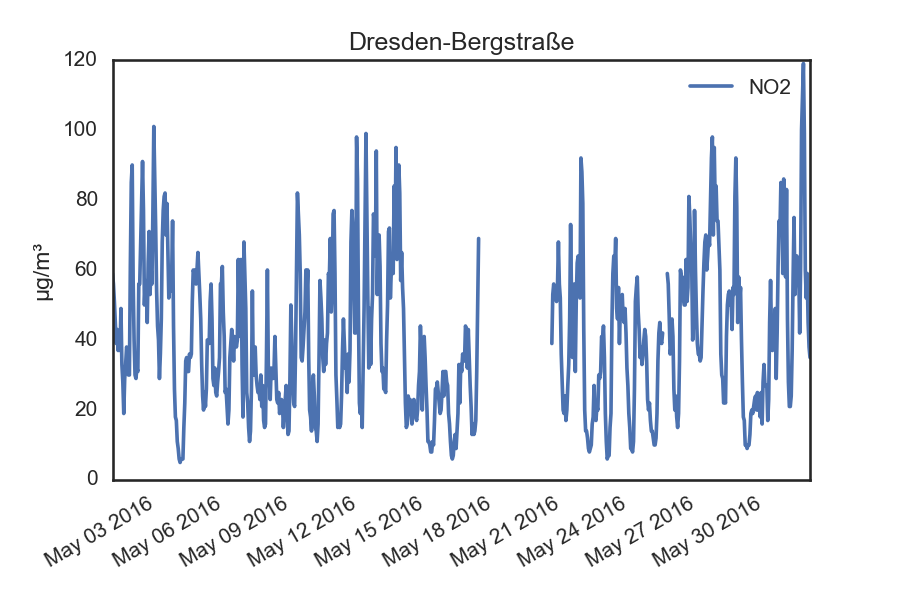 Dresden-Bergstraße
120
100
80
60
40
20
0
µg/m³
NO2
May 03 2016
May 06 2016
May 09 2016
May 12 2016
May 15 2016
May 18 2016
May 21 2016
May 24 2016
May 27 2016
May 30 2016